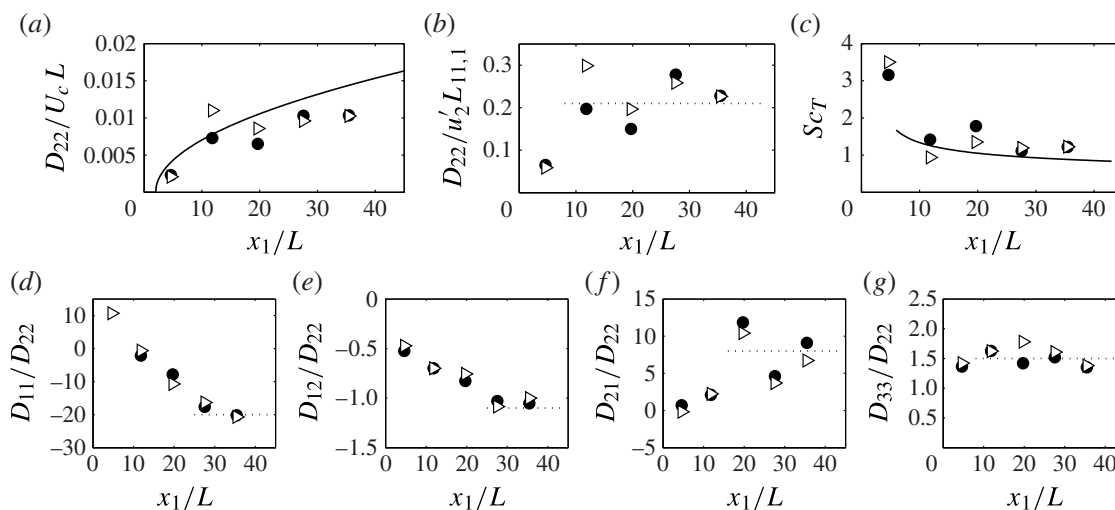 (a)
0.02
0.015
0.010
0.005
D₂₂/U_c L
0 10 20 30 40
x₁/L
(b)
0.3
0.2
0.1
D₂₂/u′₂L₁₁,₁
0 10 20 30 40
x₁/L
(c)
4
3
2
1
Sc_T
0 10 20 30 40
x₁/L
(d)
10
0
−10
−20
−30
D₁₁/D₂₂
0 10 20 30 40
x₁/L
(e)
0
−0.5
−1.0
−1.5
D₁₂/D₂₂
0 10 20 30 40
x₁/L
(f)
15
10
5
0
−5
D₂₁/D₂₂
0 10 20 30 40
x₁/L
(g)
2.5
2.0
1.5
1.0
0.5
D₃₃/D₂₂
0 10 20 30 40
x₁/L